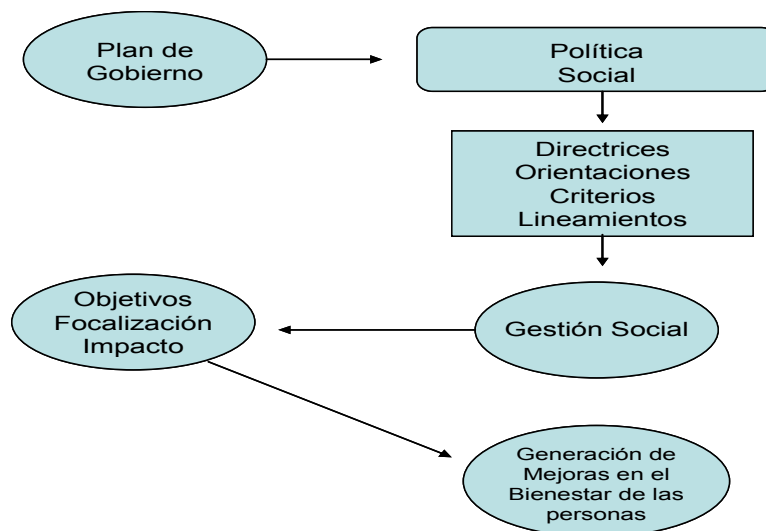 Plan de
Gobierno
Política
Social
Directrices
Orientaciones
Criterios
Lineamientos
Objetivos
Focalización
Impacto
Gestión Social
Generación de
Mejoras en el
Bienestar de las
personas